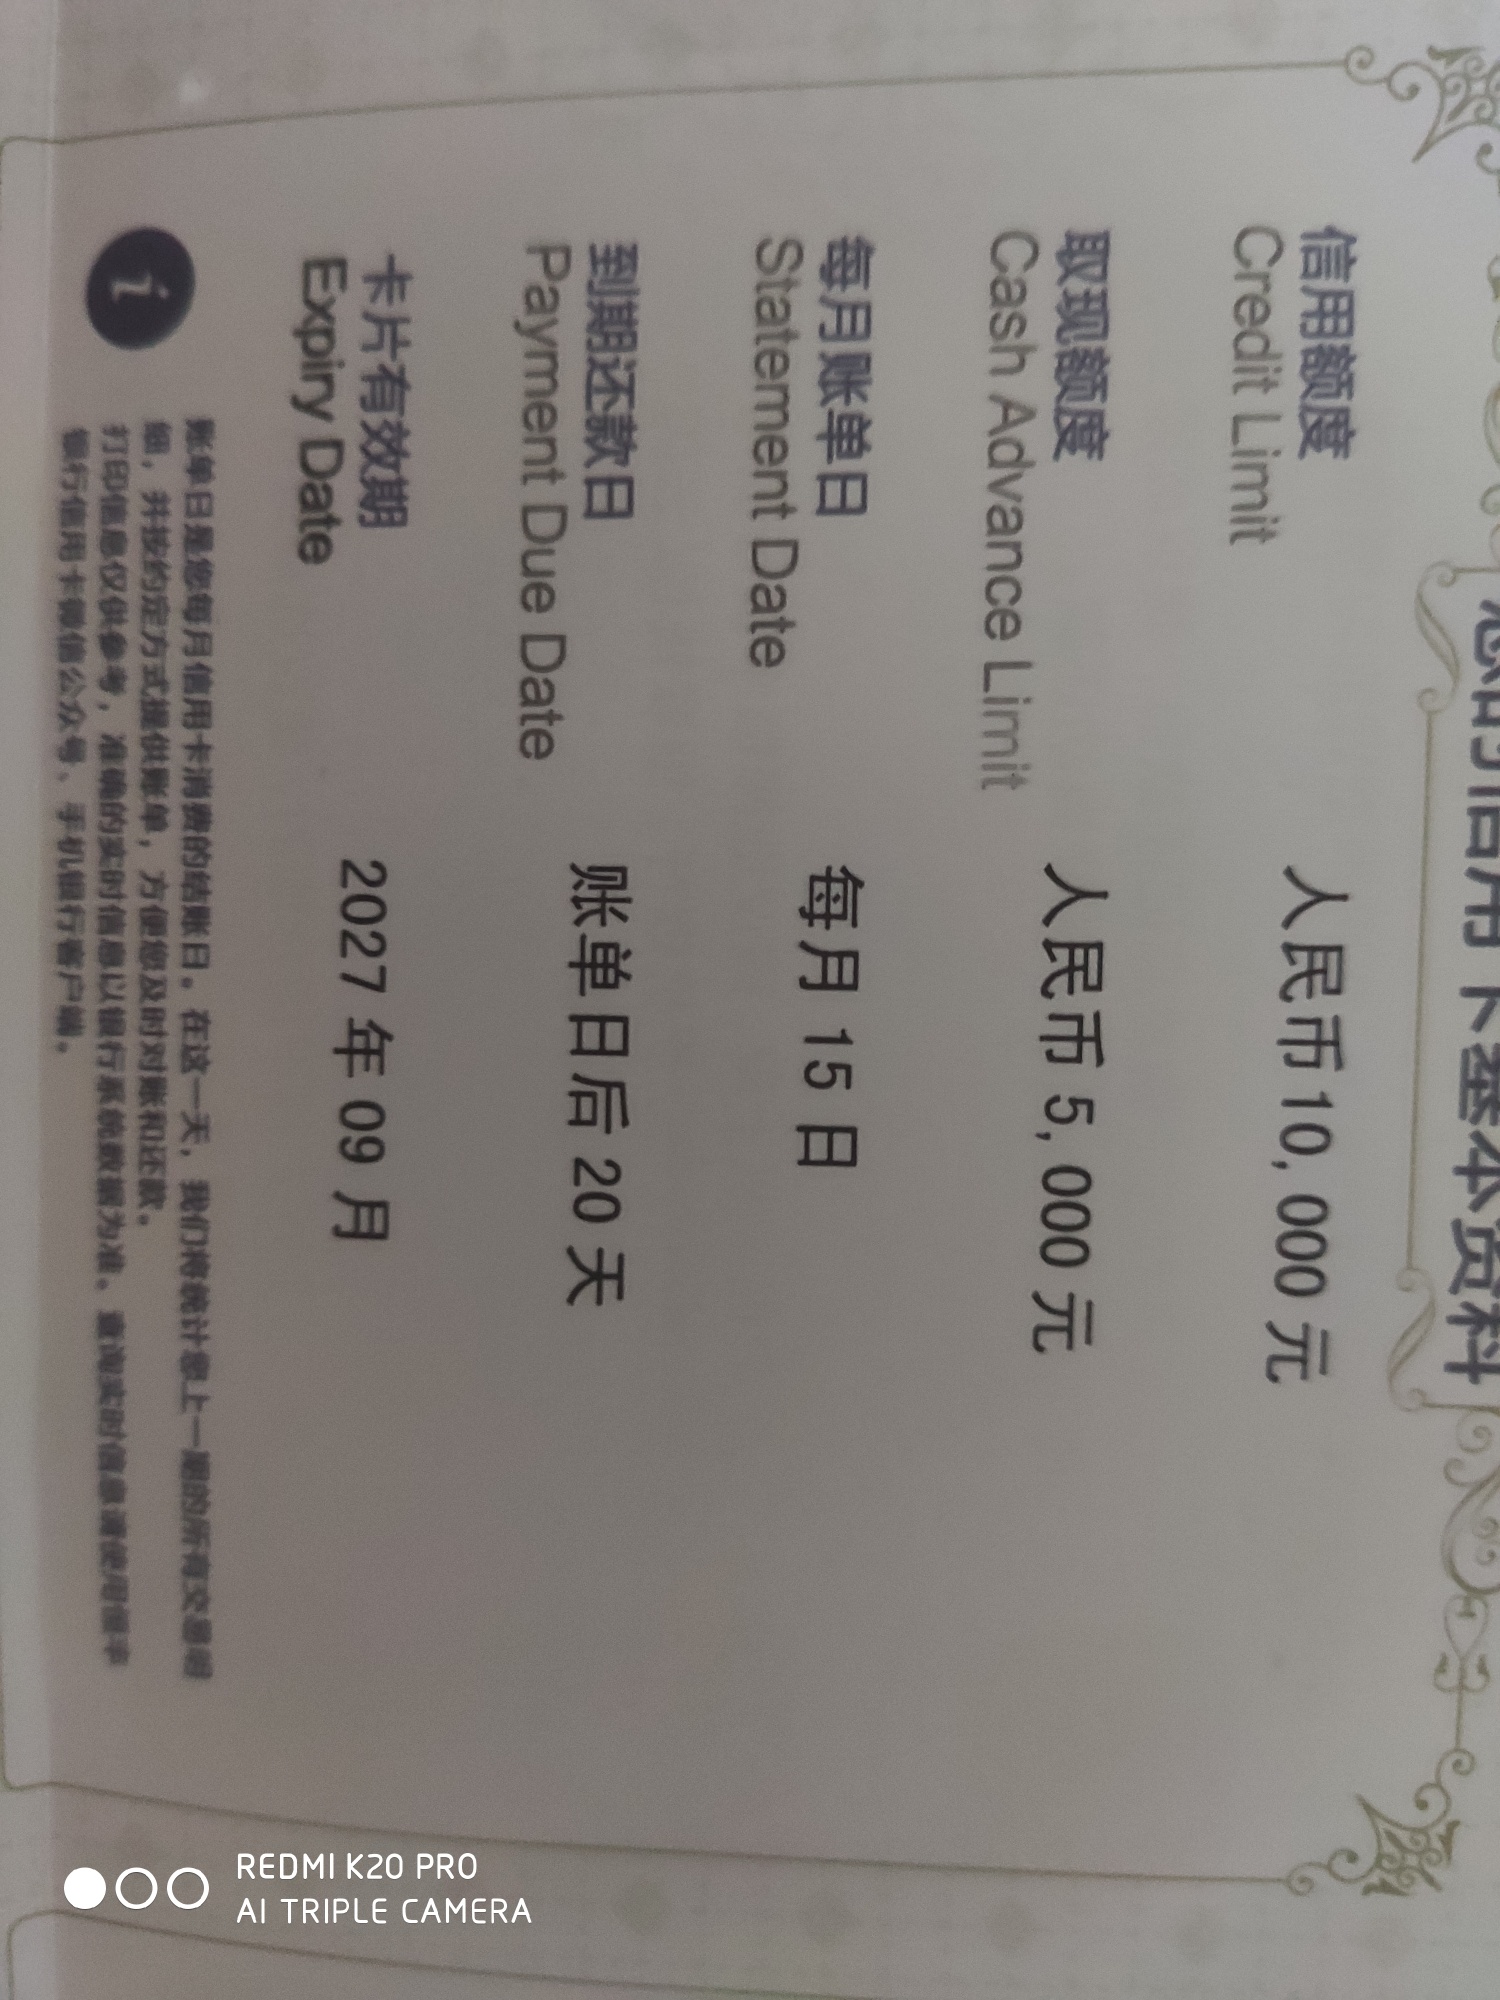 您的信用卡基本资料
信用额度 人民币 10, 000 元
Credit Limit
取现额度 人民币 5, 000 元
Cash Advance Limit
每月账单日 每月 15 日
Statement Date
到期还款日 账单日后 20 天
Payment Due Date
卡片有效期 2027 年 09 月
Expiry Date
i
账单日是您每月信用卡消费的结账日。在这一天，我们将统计您上一期的所有交易明
细，并按约定方式提供账单，方便您及时对账和还款。
打印信息仅供参考，准确的实时信息以银行系统数据为准。查询实时信息请使用
银行信用卡微信公众号、手机银行客户端。
REDMI K20 PRO
AI TRIPLE CAMERA